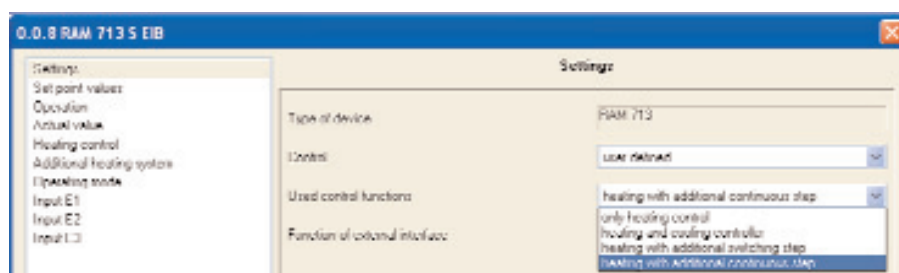 0.0.8 RAM 713 S EIB
Settings
Set point values
Operation
Actual value
Heating control
Additional heating system
Operating mode
Input E1
Input E2
Input E3
Settings
Type of device
RAM 713
Control
user defined
Used control functions
heating with additional continuous step
Function of external interface
only heating control
heating and cooling controller
heating with additional switching step
heating with additional continuous step